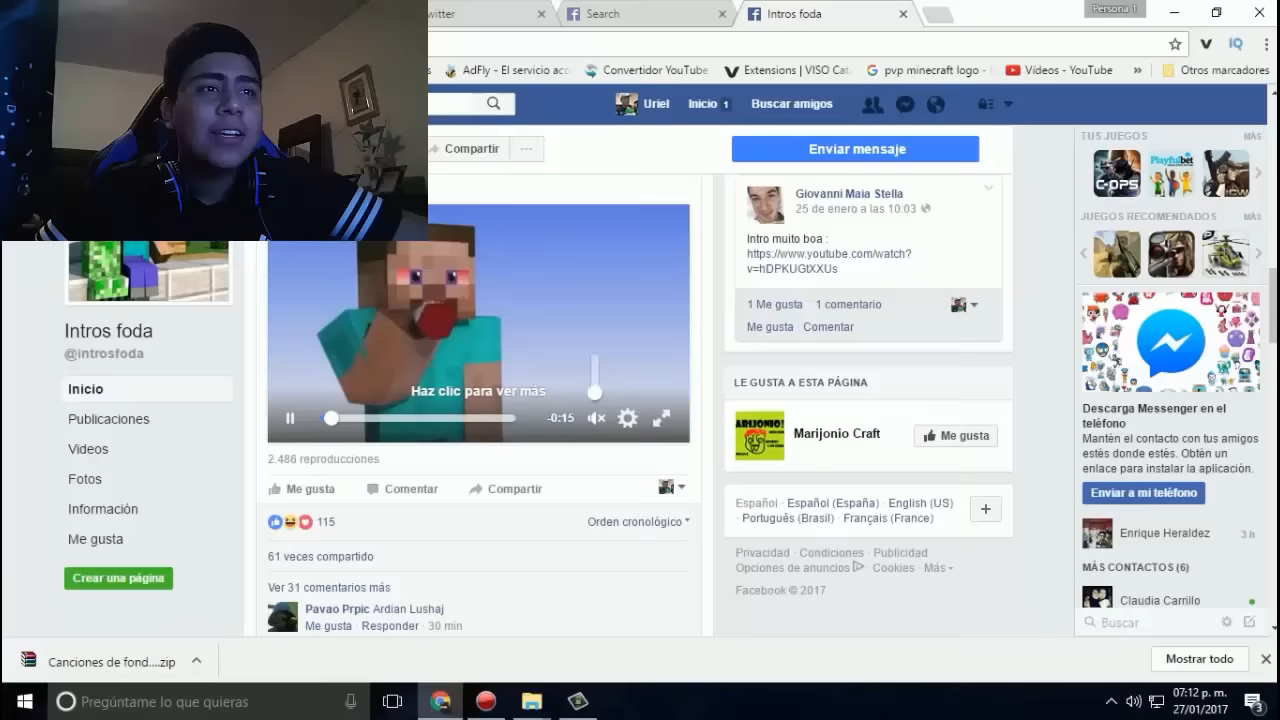 witter
Search
Intros foda
Persona 1
AdFly - El servicio aco
Convertidor YouTube
Extensions | VISO Cat
pvp minecraft logo -
Vídeos - YouTube
»
Otros marcadores
Uriel
Inicio 1
Buscar amigos
Compartir
...
Enviar mensaje
TUS JUEGOS
MÁS
C-OPS
Playfulbet
JUEGOS RECOMENDADOS
MÁS
Giovanni Maia Stella
25 de enero a las 10:03
Intro muito boa :
https://www.youtube.com/watch?
v=hDPKUGtXXUs
1 Me gusta 1 comentario
Me gusta · Comentar
Intros foda
@introsfoda
Inicio
Publicaciones
Videos
Fotos
Información
Me gusta
Crear una página
Haz clic para ver más
-0:15
2.486 reproducciones
Me gusta
Comentar
Compartir
115
Orden cronológico
61 veces compartido
Ver 31 comentarios más
Pavao Prpic Ardian Lushaj
Me gusta · Responder · 30 min
LE GUSTA A ESTA PÁGINA
Marijonio Craft
Me gusta
Español · Español (España) · English (US)
· Português (Brasil) · Français (France)
+
Privacidad · Condiciones · Publicidad
Opciones de anuncios · Cookies · Más
Facebook © 2017
Descarga Messenger en el
teléfono
Mantén el contacto con tus amigos
estés donde estés. Obtén un
enlace para instalar la aplicación.
Enviar a mi teléfono
Enrique Heraldez
3 h
MÁS CONTACTOS (6)
Claudia Carrillo
Buscar
Canciones de fond....zip
Mostrar todo
Pregúntame lo que quieras
07:12 p. m.
27/01/2017
3